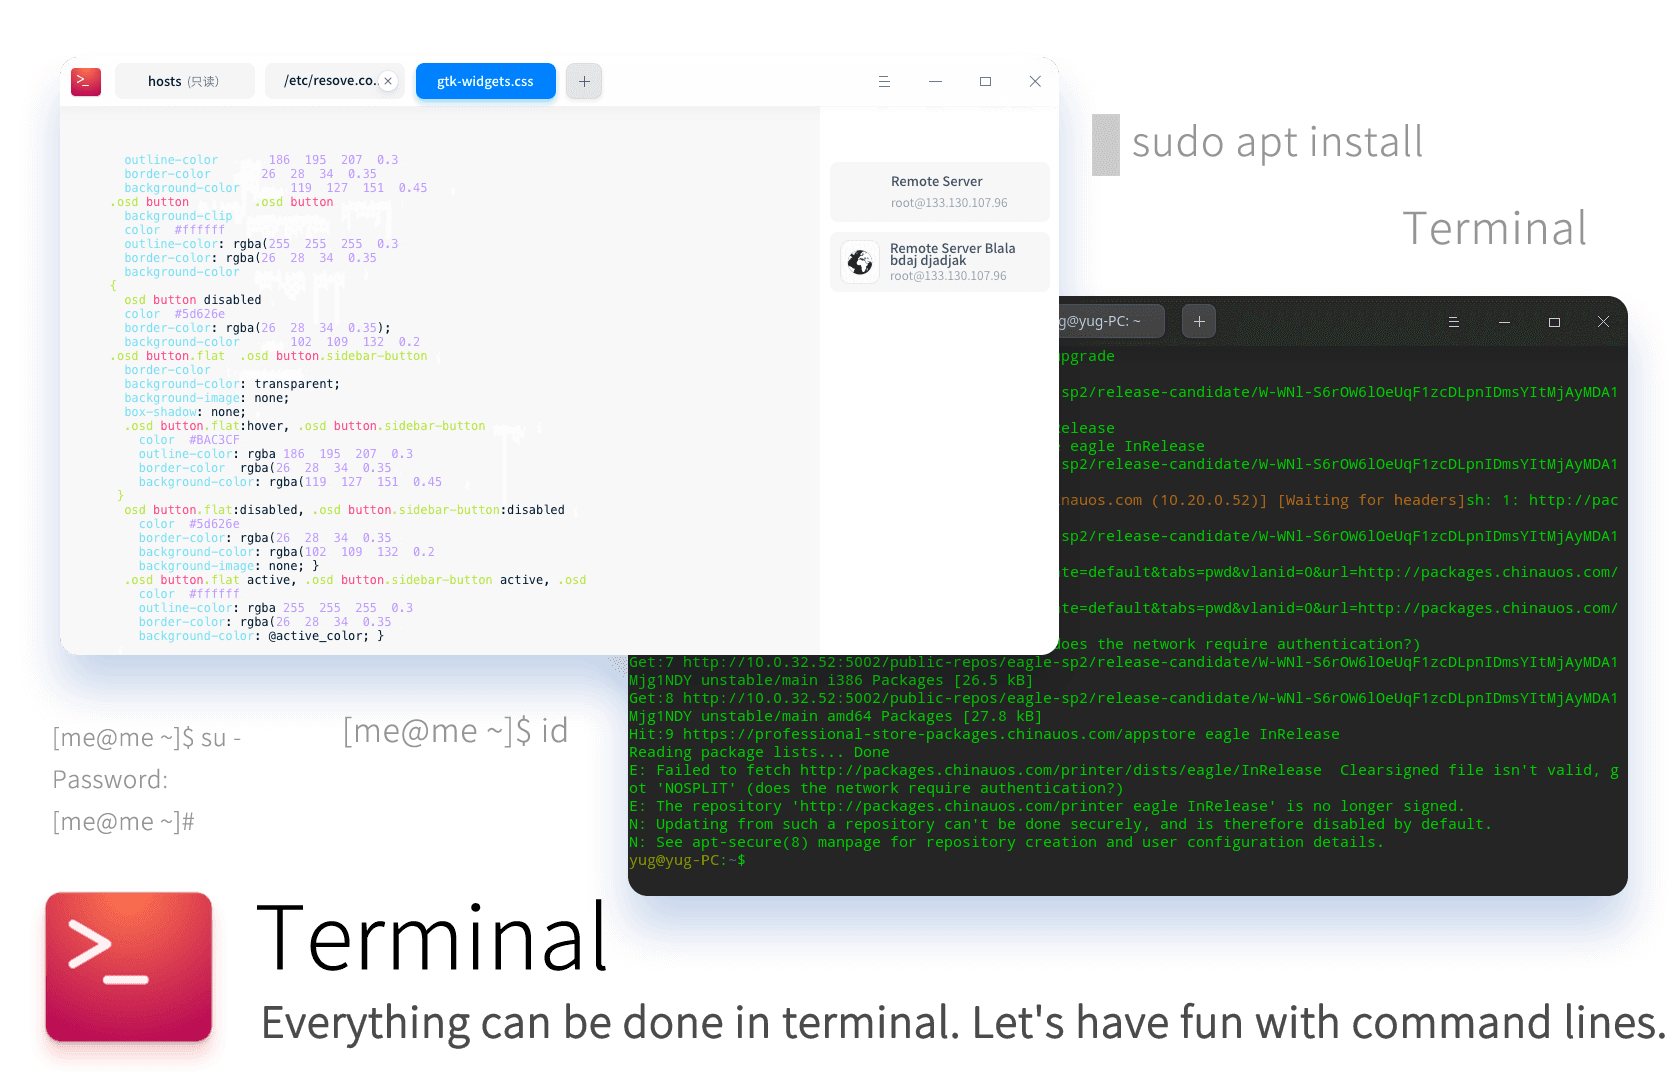 hosts (只读)
/etc/resove.co..
gtk-widgets.css
outline-color 186 195 207 0.3
border-color 26 28 34 0.35
background-color 119 127 151 0.45
.osd button .osd button
background-clip
color #ffffff
outline-color: rgba(255 255 255 0.3
border-color: rgba(26 28 34 0.35
background-color
{
osd button disabled
color #5d626e
border-color: rgba(26 28 34 0.35);
background-color 102 109 132 0.2
.osd button.flat .osd button.sidebar-button
border-color
background-color: transparent;
background-image: none;
box-shadow: none;
.osd button.flat:hover, .osd button.sidebar-button
color #BAC3CF
outline-color: rgba 186 195 207 0.3
border-color rgba(26 28 34 0.35
background-color: rgba(119 127 151 0.45
}
osd button.flat:disabled, .osd button.sidebar-button:disabled
color #5d626e
border-color: rgba(26 28 34 0.35
background-color: rgba(102 109 132 0.2
background-image: none; }
.osd button.flat active, .osd button.sidebar-button active, .osd
color #ffffff
outline-color: rgba 255 255 255 0.3
border-color: rgba(26 28 34 0.35
background-color: @active_color; }
Remote Server
root@133.130.107.96
Remote Server Blala
bdaj djadjak
root@133.130.107.96
sudo apt install
Terminal
g@yug-PC: ~
pgrade
sp2/release-candidate/W-WNl-S6rOW6lOeUqF1zcDLpnIDmsYItMjAyMDA1
elease
eagle InRelease
sp2/release-candidate/W-WNl-S6rOW6lOeUqF1zcDLpnIDmsYItMjAyMDA1
inauos.com (10.20.0.52)] [Waiting for headers]sh: 1: http://pac
sp2/release-candidate/W-WNl-S6rOW6lOeUqF1zcDLpnIDmsYItMjAyMDA1
te=default&tabs=pwd&vlanid=0&url=http://packages.chinauos.com/
te=default&tabs=pwd&vlanid=0&url=http://packages.chinauos.com/
does the network require authentication?)
Get:7 http://10.0.32.52:5002/public-repos/eagle-sp2/release-candidate/W-WNl-S6rOW6lOeUqF1zcDLpnIDmsYItMjAyMDA1
Mjg1NDY unstable/main i386 Packages [26.5 kB]
Get:8 http://10.0.32.52:5002/public-repos/eagle-sp2/release-candidate/W-WNl-S6rOW6lOeUqF1zcDLpnIDmsYItMjAyMDA1
Mjg1NDY unstable/main amd64 Packages [27.8 kB]
Hit:9 https://professional-store-packages.chinauos.com/appstore eagle InRelease
Reading package lists... Done
E: Failed to fetch http://packages.chinauos.com/printer/dists/eagle/InRelease  Clearsigned file isn't valid, g
ot 'NOSPLIT' (does the network require authentication?)
E: The repository 'http://packages.chinauos.com/printer eagle InRelease' is no longer signed.
N: Updating from such a repository can't be done securely, and is therefore disabled by default.
N: See apt-secure(8) manpage for repository creation and user configuration details.
yug@yug-PC:~$
[me@me ~]$ su -
Password:
[me@me ~]#
[me@me ~]$ id
Terminal
Everything can be done in terminal. Let's have fun with command lines.